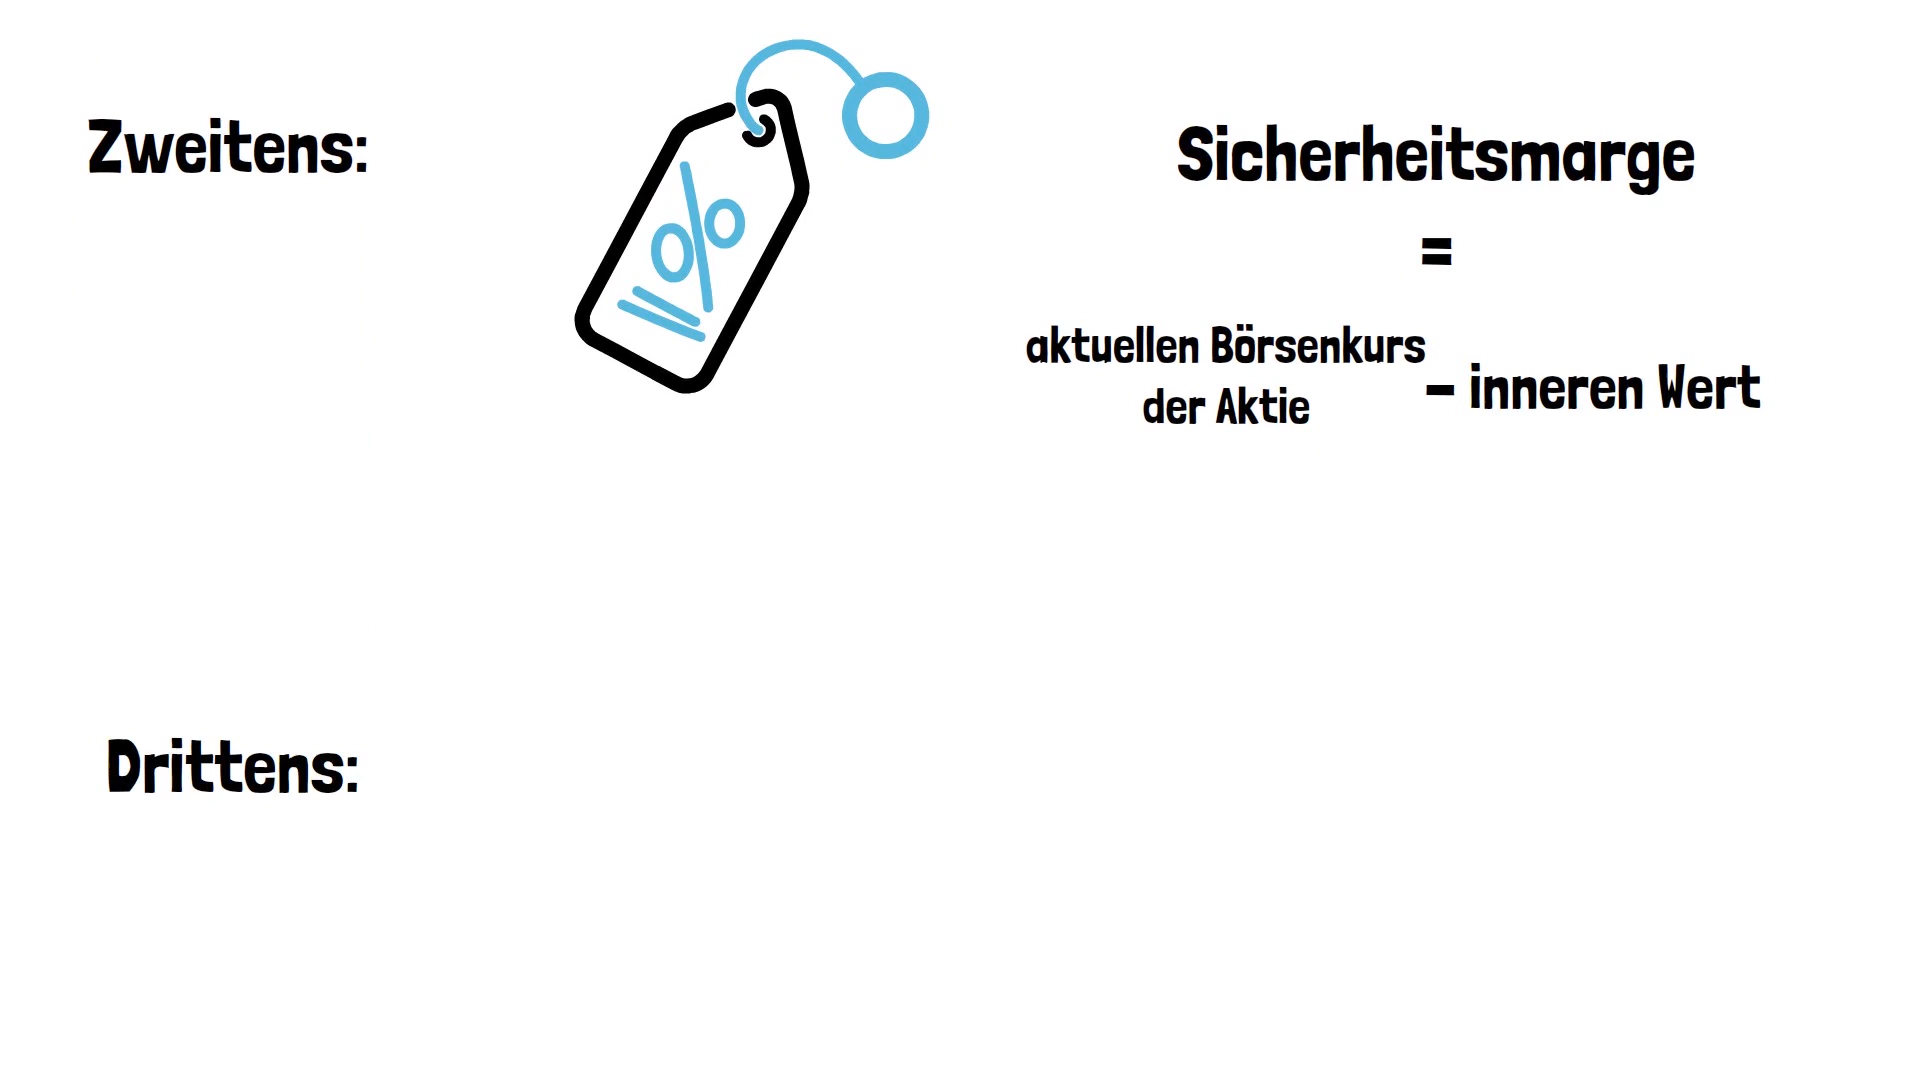 Zweitens:
Sicherheitsmarge
=
aktuellen Börsenkurs
der Aktie
– inneren Wert
%
Drittens: